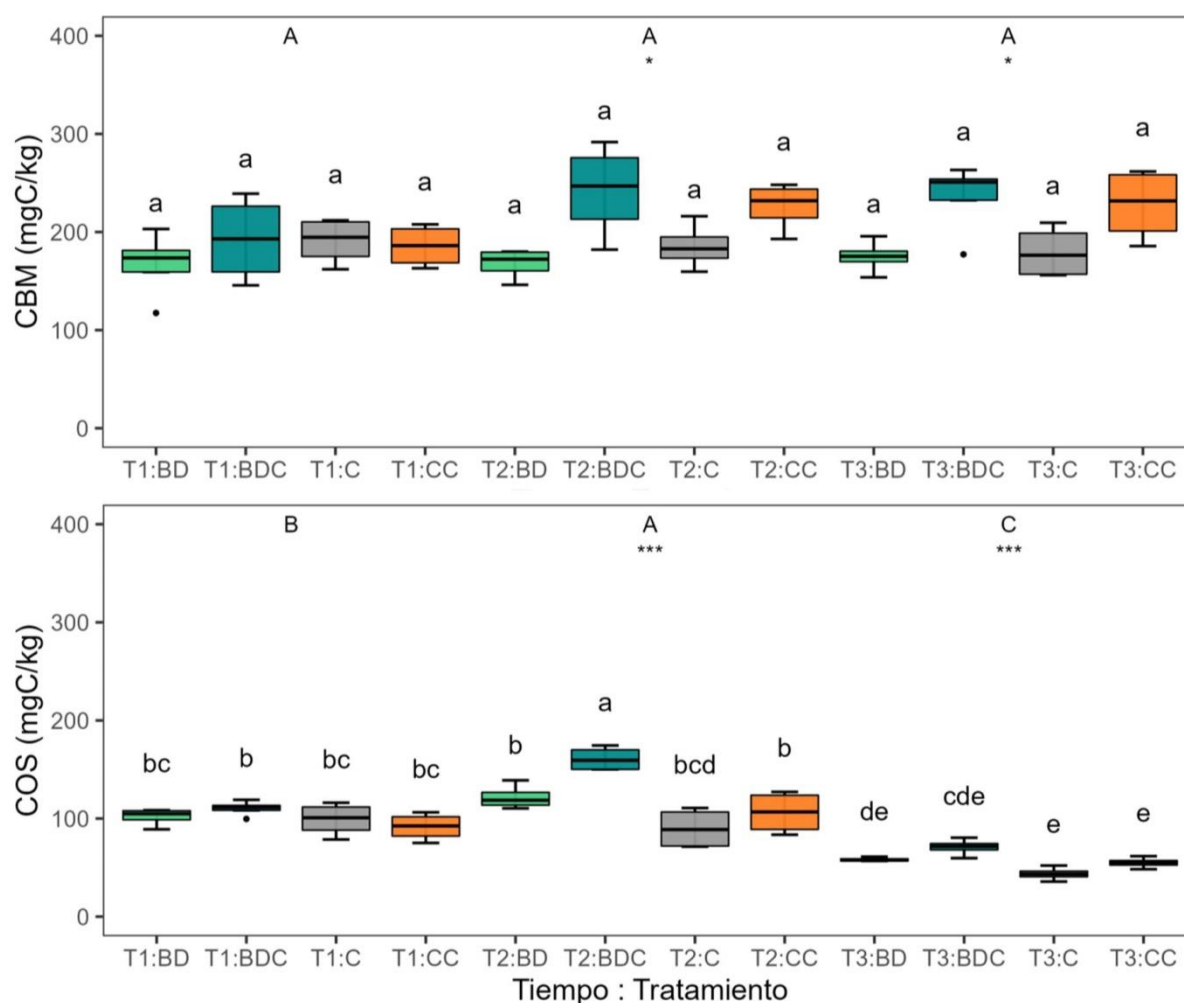 400
A A A
* *
a a a a a a a a a a a a
300
200
100
0
CBM (mgC/kg)
T1:BD T1:BDC T1:C T1:CC T2:BD T2:BDC T2:C T2:CC T3:BD T3:BDC T3:C T3:CC
400
B A C
*** ***
300
200
100
0
COS (mgC/kg)
bc b bc bc b a bcd b de cde e e
T1:BD T1:BDC T1:C T1:CC T2:BD T2:BDC T2:C T2:CC T3:BD T3:BDC T3:C T3:CC
Tiempo : Tratamiento